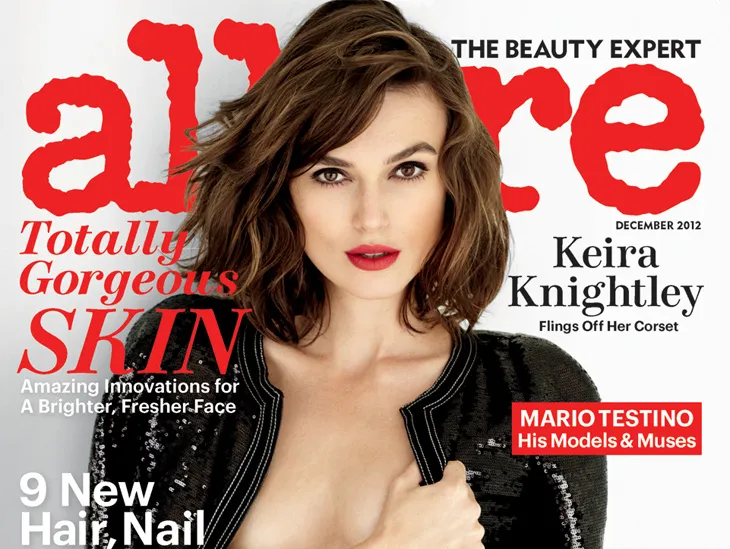 allure
THE BEAUTY EXPERT
DECEMBER 2012
Totally
Gorgeous
SKIN
Amazing Innovations for
A Brighter, Fresher Face
Keira
Knightley
Flings Off Her Corset
MARIO TESTINO
His Models & Muses
9 New
Hair, Nail